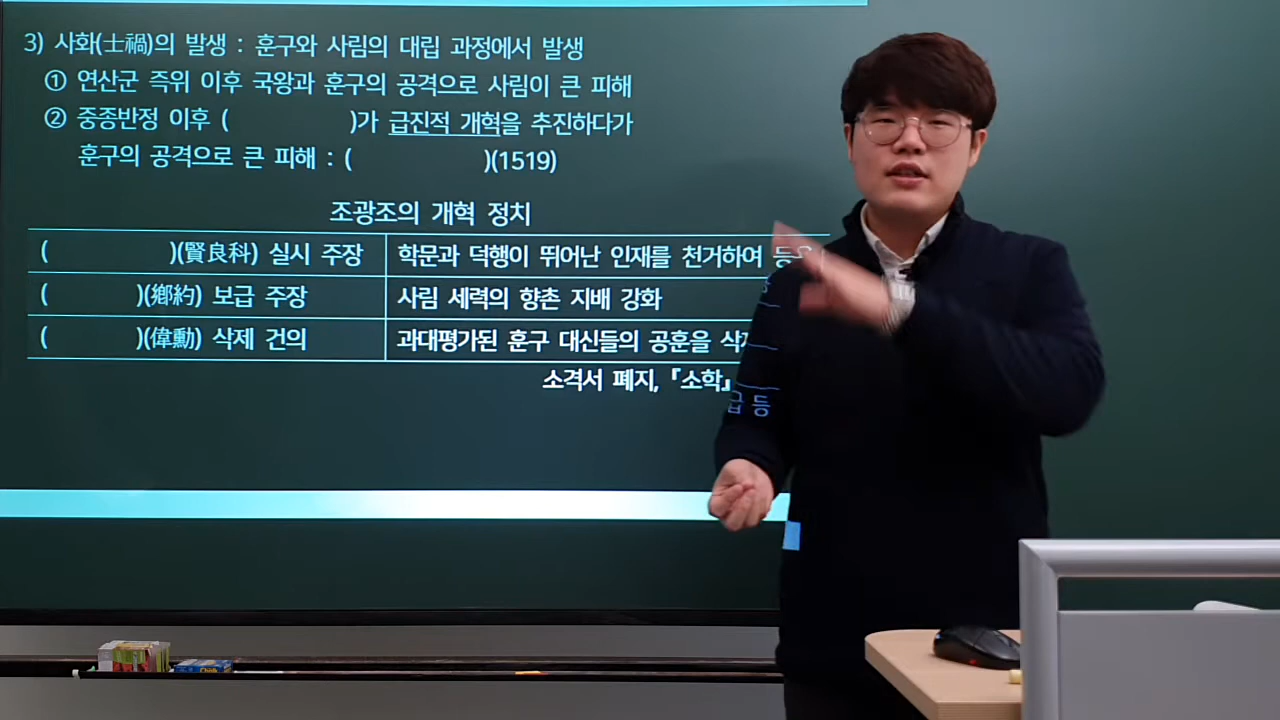 3) 사화(士禍)의 발생 : 훈구와 사림의 대립 과정에서 발생
① 연산군 즉위 이후 국왕과 훈구의 공격으로 사림이 큰 피해
② 중종반정 이후 (          )가 급진적 개혁을 추진하다가
훈구의 공격으로 큰 피해 : (          )(1519)
조광조의 개혁 정치
(          )(賢良科) 실시 주장 학문과 덕행이 뛰어난 인재를 천거하여
(          )(鄕約) 보급 주장 사림 세력의 향촌 지배 강화
(          )(偉勳) 삭제 건의 과대평가된 훈구 대신들의 공훈을
소격서 폐지, 『소학』
급 등